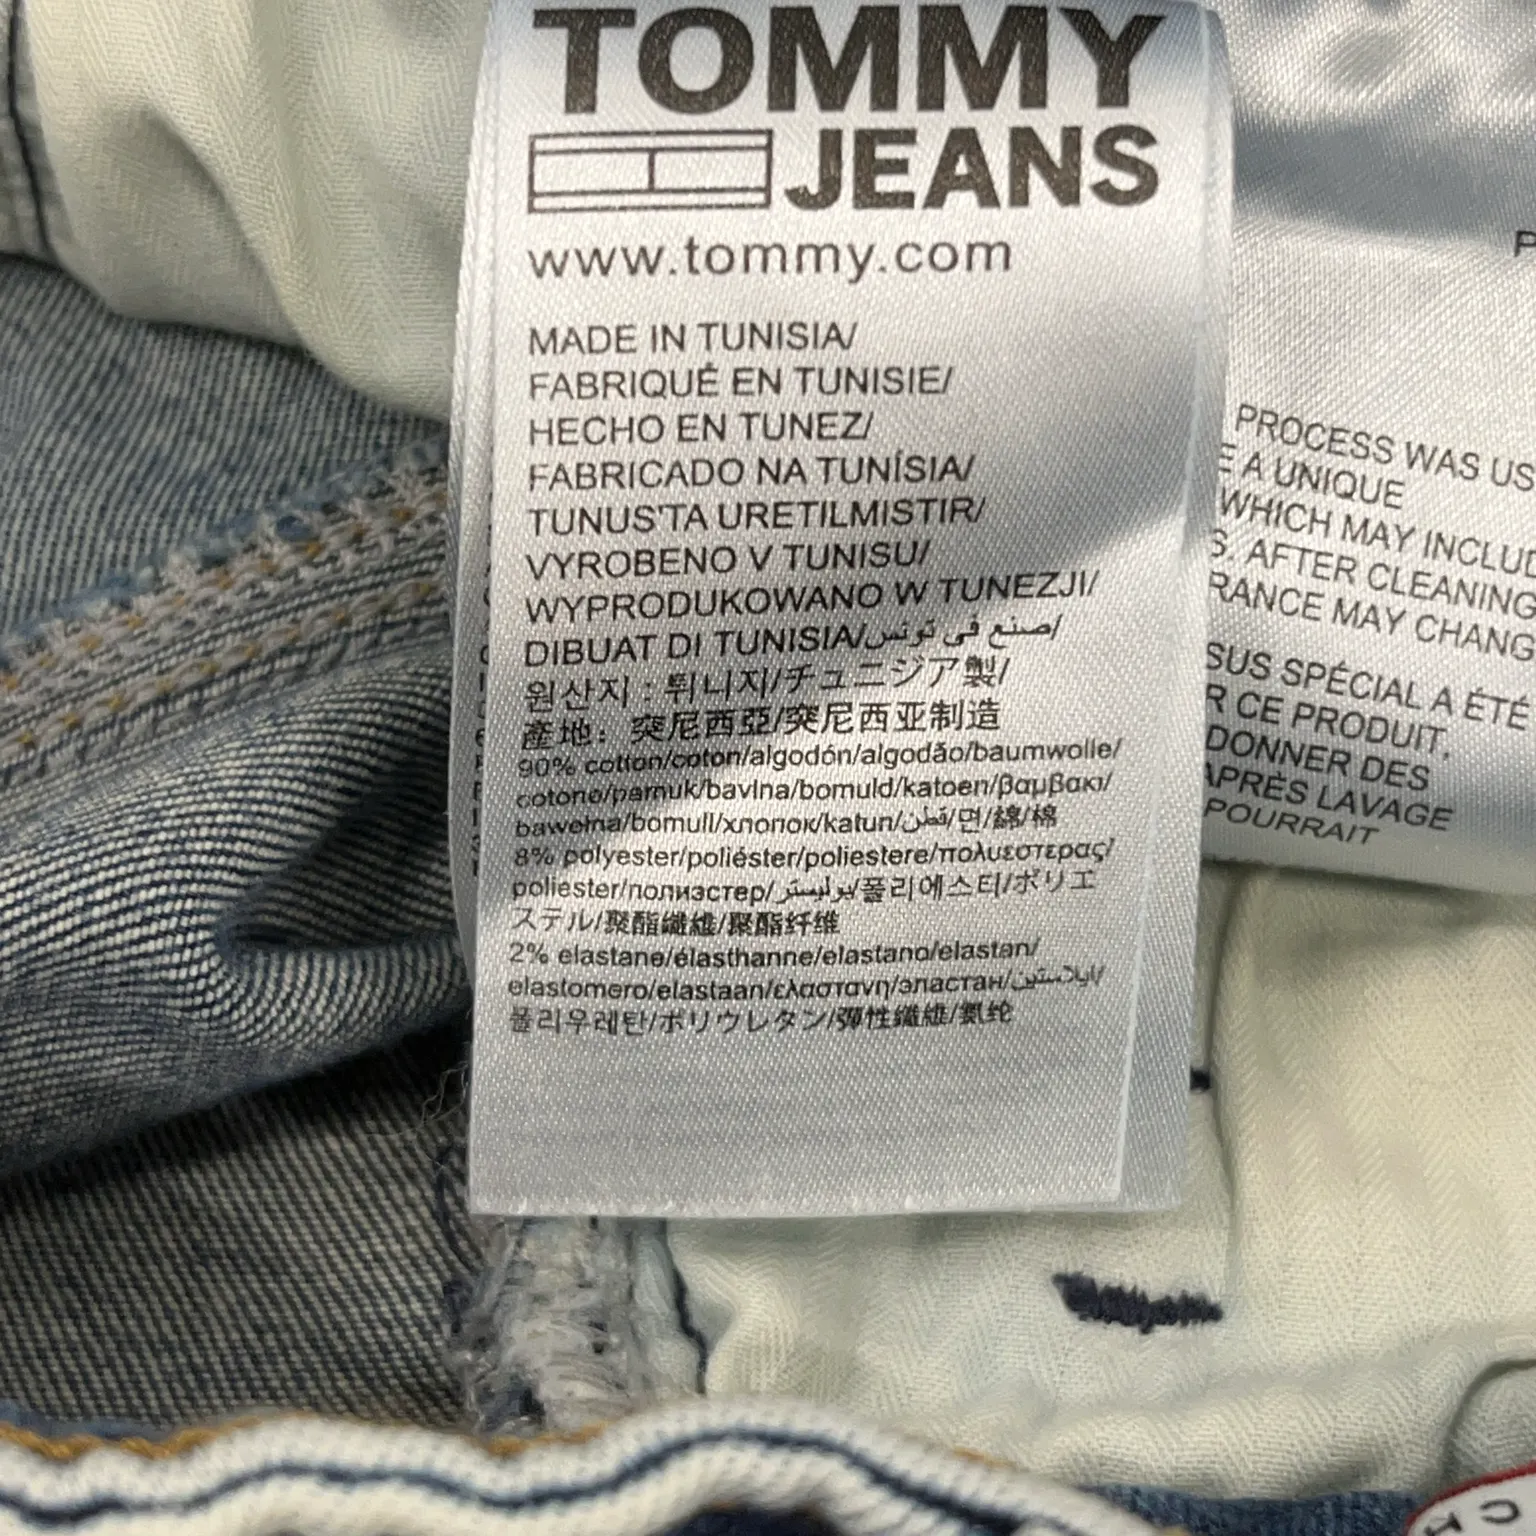 TOMMY
JEANS
www.tommy.com
MADE IN TUNISIA/
FABRIQUÉ EN TUNISIE/
HECHO EN TUNEZ/
FABRICADO NA TUNÍSIA/
TUNUS'TA URETILMISTIR/
VYROBENO V TUNISU/
WYPRODUKOWANO W TUNEZJI/
DIBUAT DI TUNISIA/صنع في تونس/
원산지 : 튀니지/チュニジア製/
產地: 突尼西亞/突尼西亚制造
90% cotton/coton/algodón/algodão/baumwolle/
cotone/pamuk/bavlna/bomuld/katoen/βαμβακι/
bawełna/bomull/хлопок/katun/قطن/면/綿/棉
8% polyester/poliéster/poliestere/πολυεστερας/
poliester/полиэстер/بوليستر/폴리에스티/ポリエ
ステル/聚酯纖維/聚酯纤维
2% elastane/élasthanne/elastano/elastan/
elastomero/elastaan/ελαστανη/эластан/ايلاستين/
폴리우레탄/ポリウレタン/彈性纖維/氨纶
P
PROCESS WAS US
E A UNIQUE
WHICH MAY INCLUD
S. AFTER CLEANING
RANCE MAY CHANG
SUS SPÉCIAL A ÉTÉ
R CE PRODUIT,
DONNER DES
APRÈS LAVAGE
POURRAIT